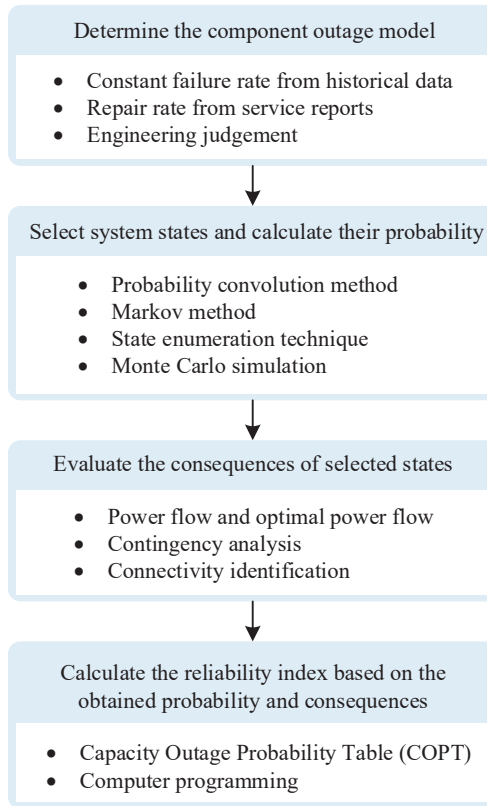 Determine the component outage model
• Constant failure rate from historical data
• Repair rate from service reports
• Engineering judgement
Select system states and calculate their probability
• Probability convolution method
• Markov method
• State enumeration technique
• Monte Carlo simulation
Evaluate the consequences of selected states
• Power flow and optimal power flow
• Contingency analysis
• Connectivity identification
Calculate the reliability index based on the
obtained probability and consequences
• Capacity Outage Probability Table (COPT)
• Computer programming